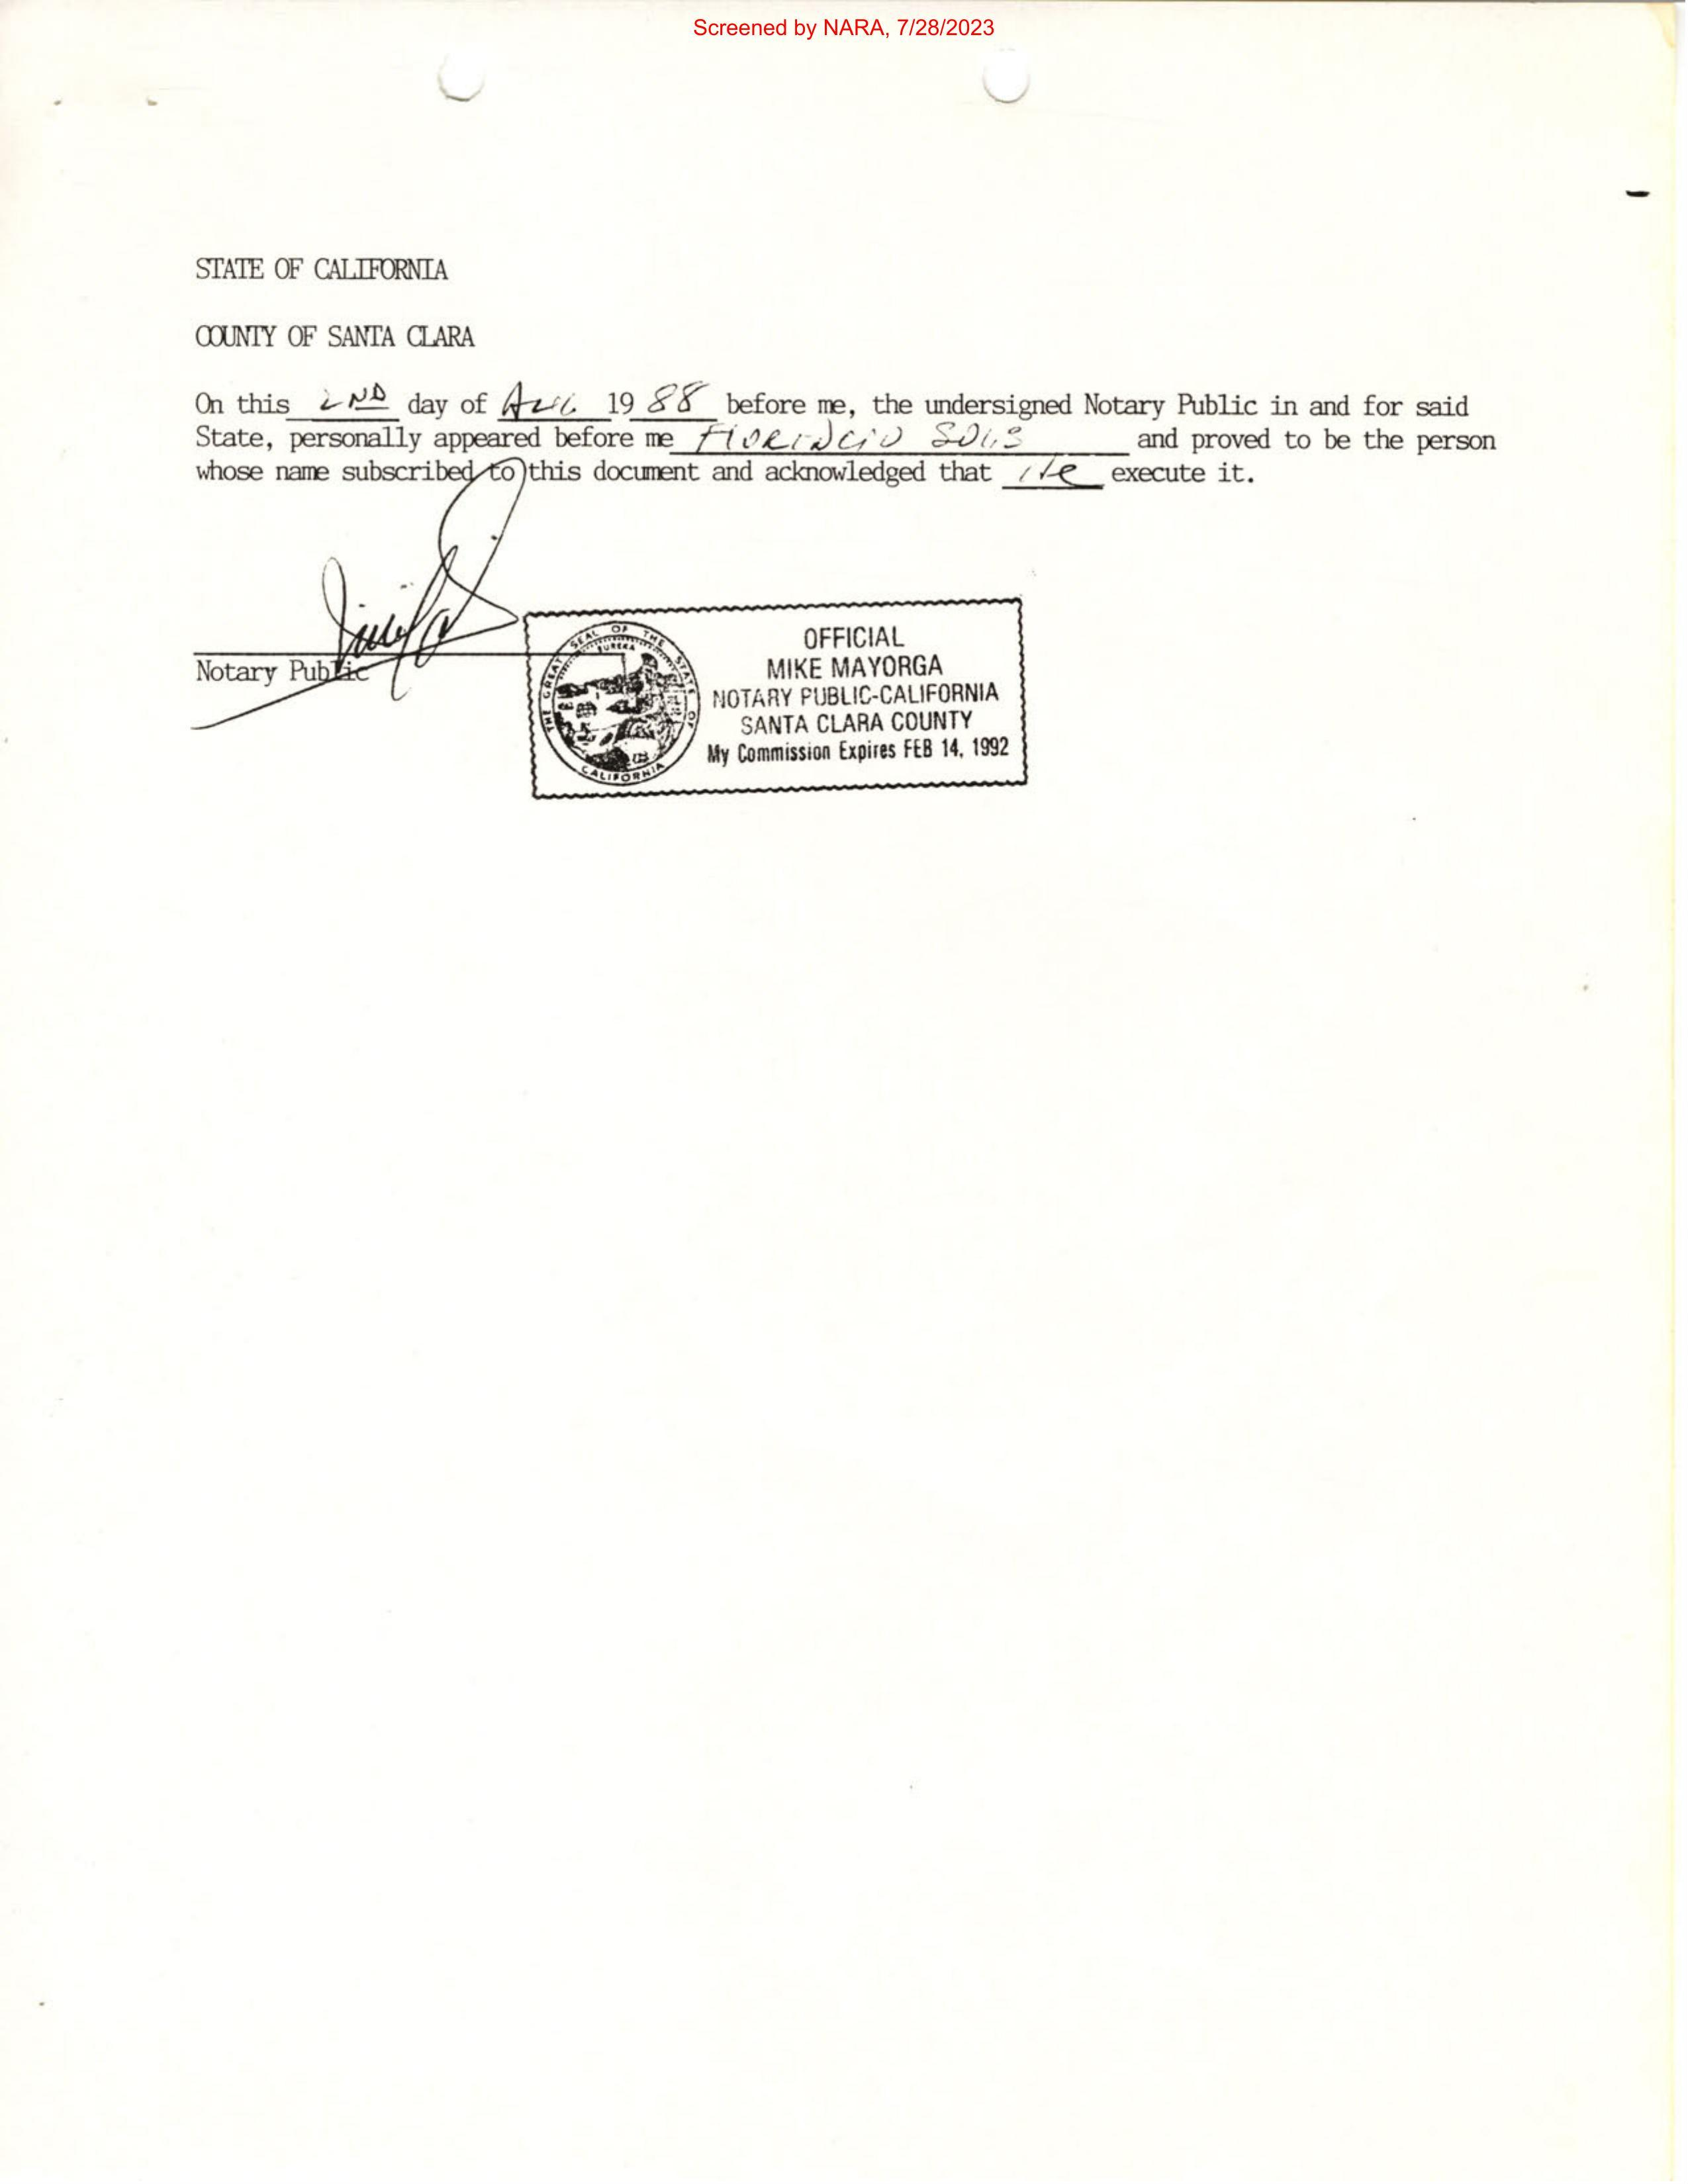 Screened by NARA, 7/28/2023
STATE OF CALIFORNIA
COUNTY OF SANTA CLARA
On this 2ND day of AUG 19 88 before me, the undersigned Notary Public in and for said
State, personally appeared before me FlORINCIO SOLIS and proved to be the person
whose name subscribed to this document and acknowledged that He execute it.
Notary Public
THE GREAT SEAL OF THE STATE OF CALIFORNIA
EUREKA
OFFICIAL
MIKE MAYORGA
NOTARY PUBLIC-CALIFORNIA
SANTA CLARA COUNTY
My Commission Expires FEB 14, 1992